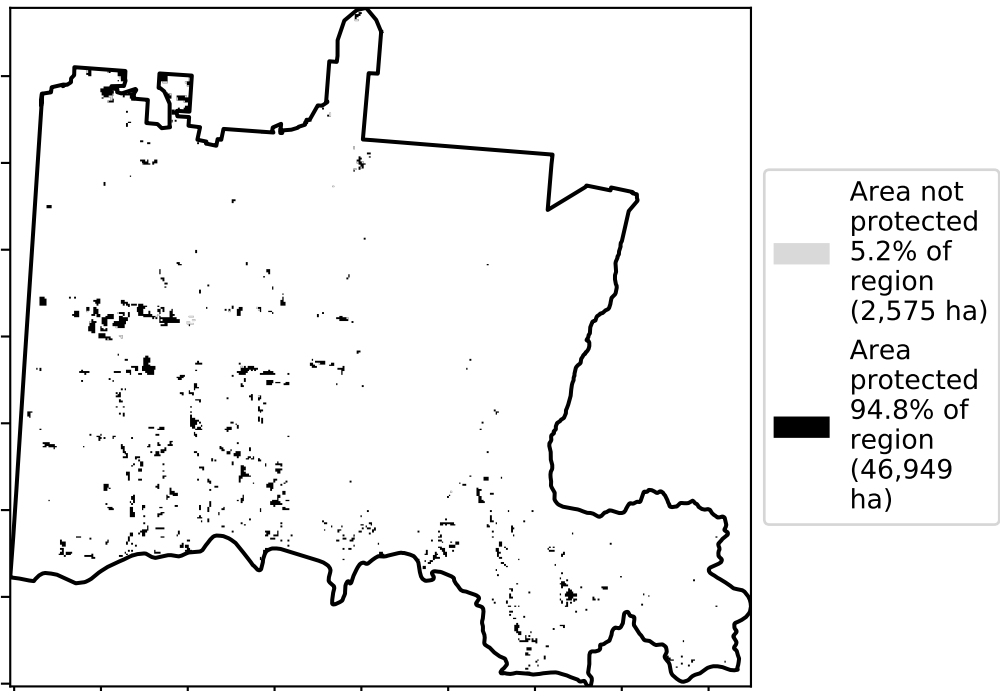 Area not
protected
5.2% of
region
(2,575 ha)
Area
protected
94.8% of
region
(46,949
ha)